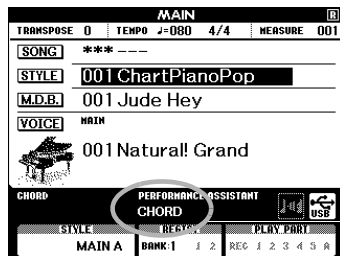 MAIN R
TRANSPOSE 0 TEMPO ♩=080 4/4 MEASURE 001
SONG *** ---
STYLE 001 ChartPianoPop
M.D.B. 001 Jude Hey
VOICE MAIN
001 Natural! Grand
CHORD PERFORMANCE ASSISTANT
CHORD
USB
STYLE REGIST. PLAY PART
MAIN A BANK:1 1 2 REC 1 2 3 4 5 A